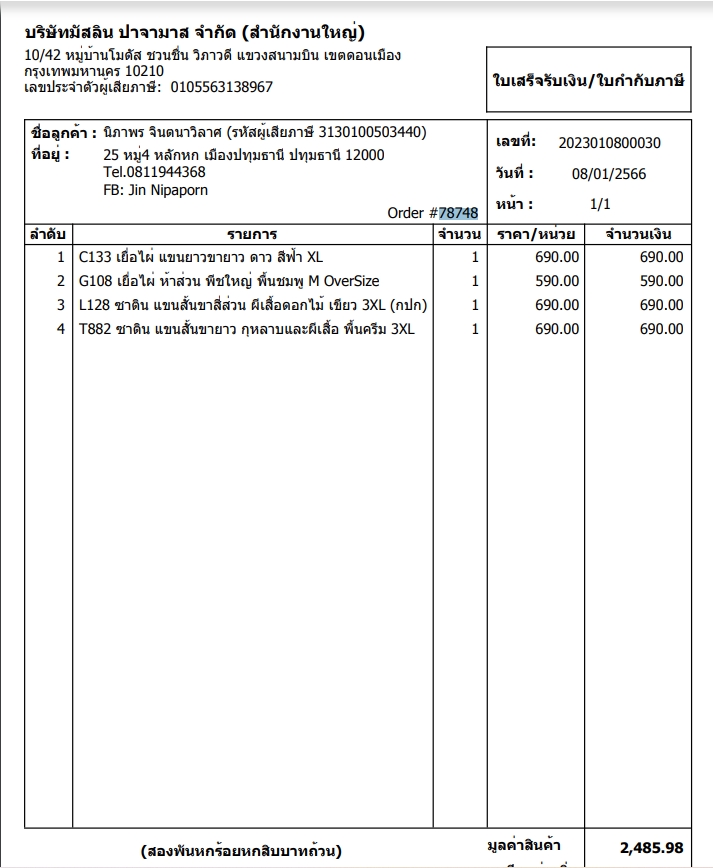 บริษัทมัสลิน ปาจามาส จำกัด (สำนักงานใหญ่)
10/42 หมู่บ้านโมดัส ชวนชื่น วิภาวดี แขวงสนามบิน เขตดอนเมือง
กรุงเทพมหานคร 10210
เลขประจำตัวผู้เสียภาษี: 0105563138967
ใบเสร็จรับเงิน/ใบกำกับภาษี
ชื่อลูกค้า : นิภาพร จินตนาวิลาศ (รหัสผู้เสียภาษี 3130100503440)
ที่อยู่ : 25 หมู่4 หลักหก เมืองปทุมธานี ปทุมธานี 12000
Tel.0811944368
FB: Jin Nipaporn
Order #78748
เลขที่: 2023010800030
วันที่ : 08/01/2566
หน้า : 1/1
ลำดับ รายการ จำนวน ราคา/หน่วย จำนวนเงิน
1 C133 เยื่อไผ่ แขนยาวขายาว ดาว สีฟ้า XL 1 690.00 690.00
2 G108 เยื่อไผ่ ห้าส่วน พีชใหญ่ พื้นชมพู M OverSize 1 590.00 590.00
3 L128 ซาติน แขนสั้นขาสี่ส่วน ผีเสื้อดอกไม้ เขียว 3XL (กปก) 1 690.00 690.00
4 T882 ซาติน แขนสั้นขายาว กุหลาบและผีเสื้อ พื้นครีม 3XL 1 690.00 690.00
(สองพันหกร้อยหกสิบบาทถ้วน) มูลค่าสินค้า 2,485.98